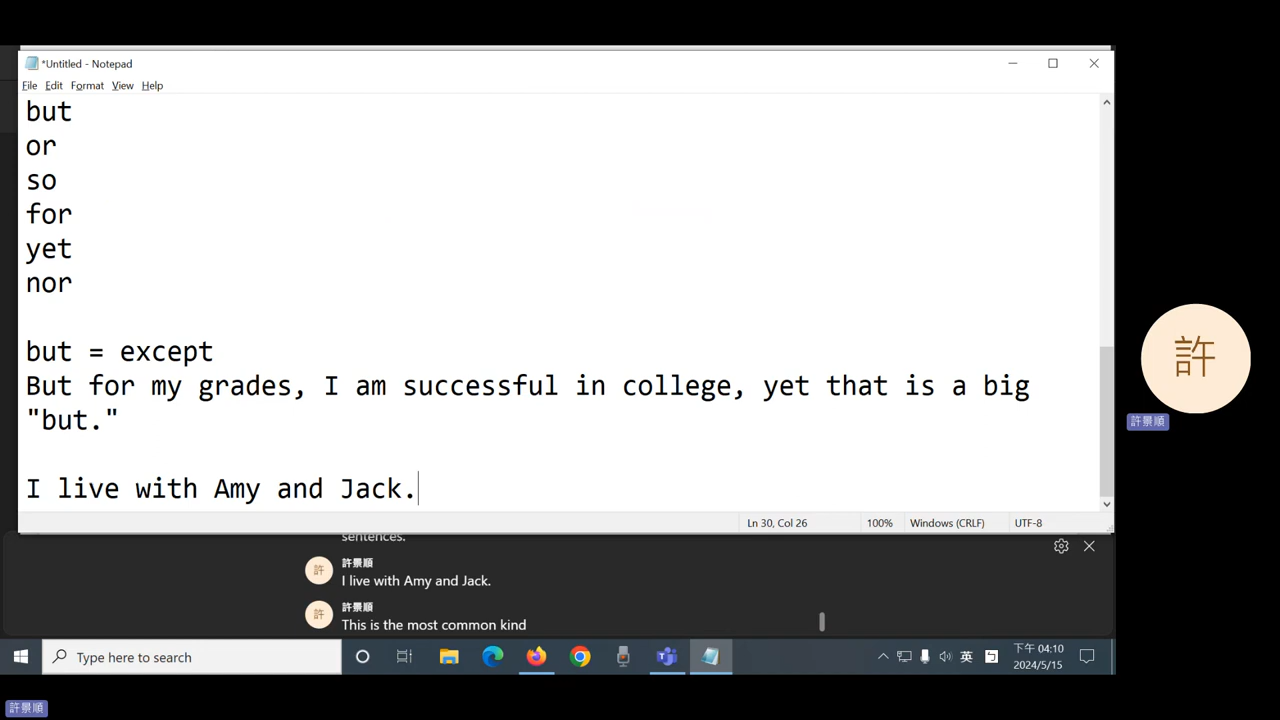 *Untitled - Notepad
File Edit Format View Help
but
or
so
for
yet
nor
but = except
But for my grades, I am successful in college, yet that is a big
"but."
I live with Amy and Jack.
Ln 30, Col 26 100% Windows (CRLF) UTF-8
sentences.
許 許景順
I live with Amy and Jack.
許 許景順
This is the most common kind
許
許景順
Type here to search
英
下午 04:10
2024/5/15
許景順